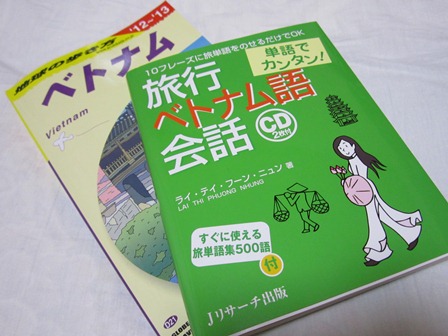 地球の歩き方
'12~'13
ベトナム
Vietnam
D21
10フレーズに旅単語をのせるだけでOK
単語で
カンタン!
旅行
ベトナム語
会話
CD
2枚付
ライ・テイ・フーン・ニュン 著
LAI THI PHUONG NHUNG
すぐに使える
旅単語集500語
付
Jリサーチ出版